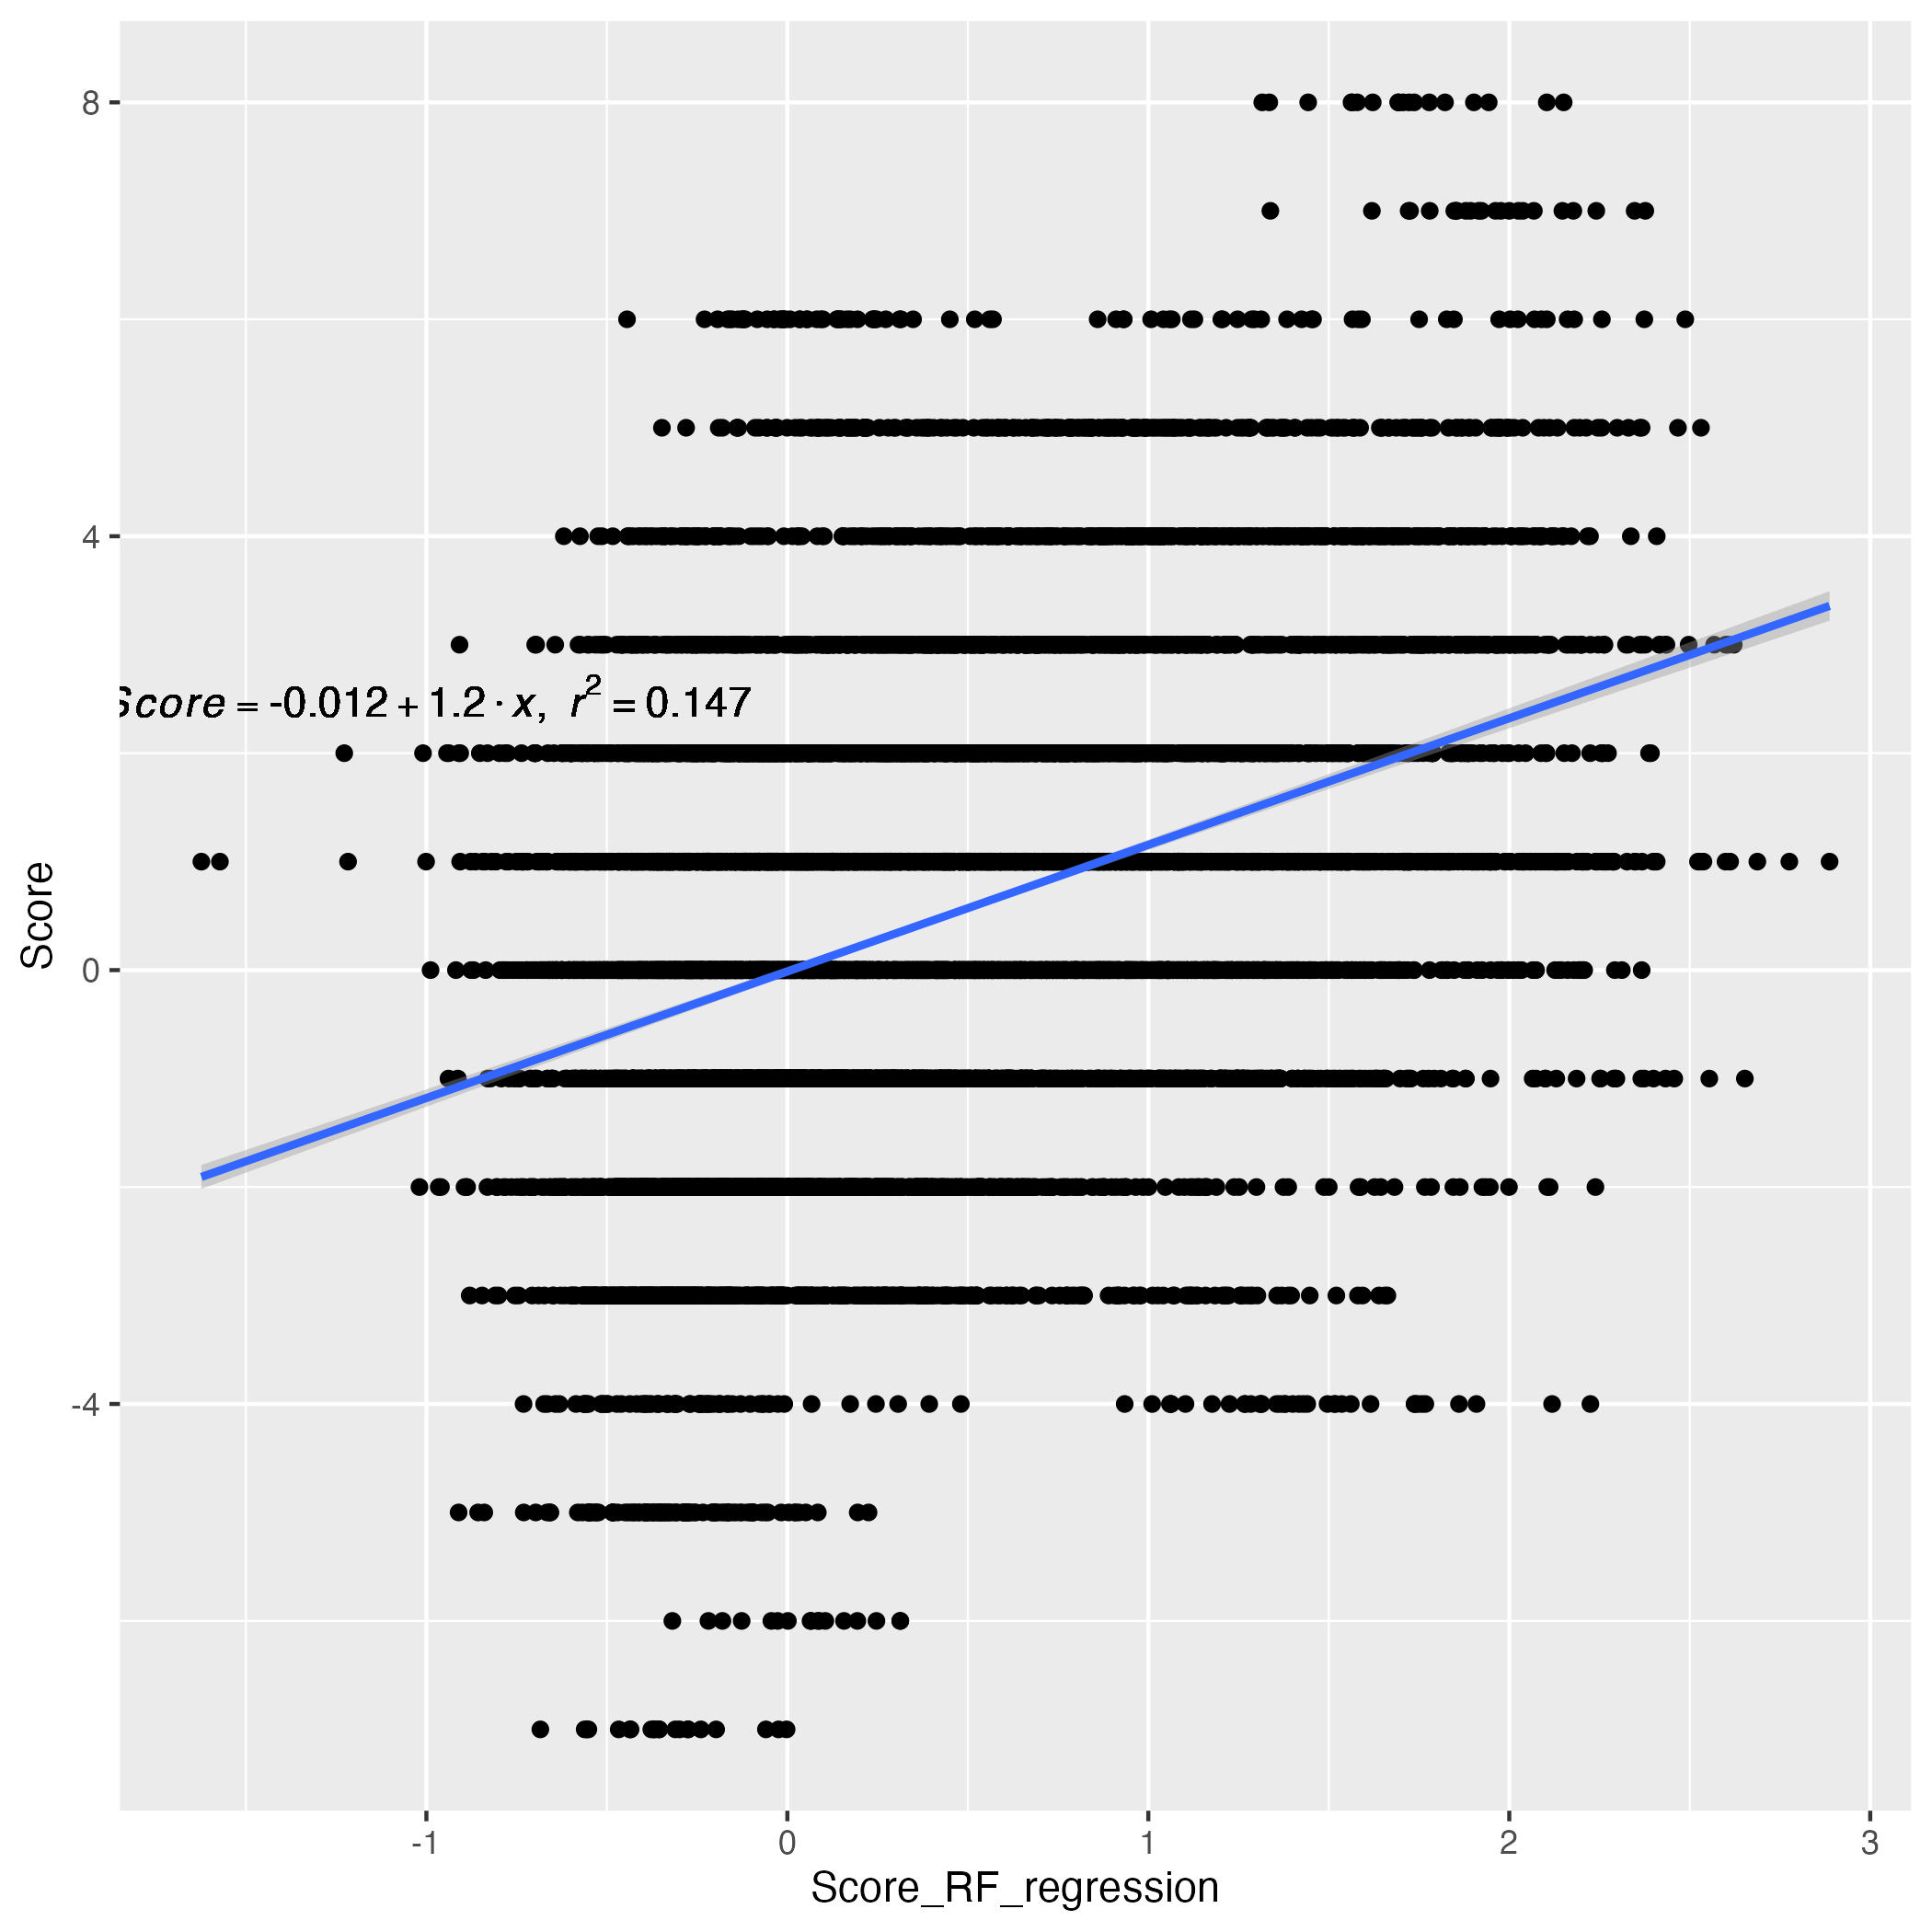 8
4
Score = -0.012 + 1.2 · x, r² = 0.147
Score
0
-4
-1 0 1 2 3
Score_RF_regression